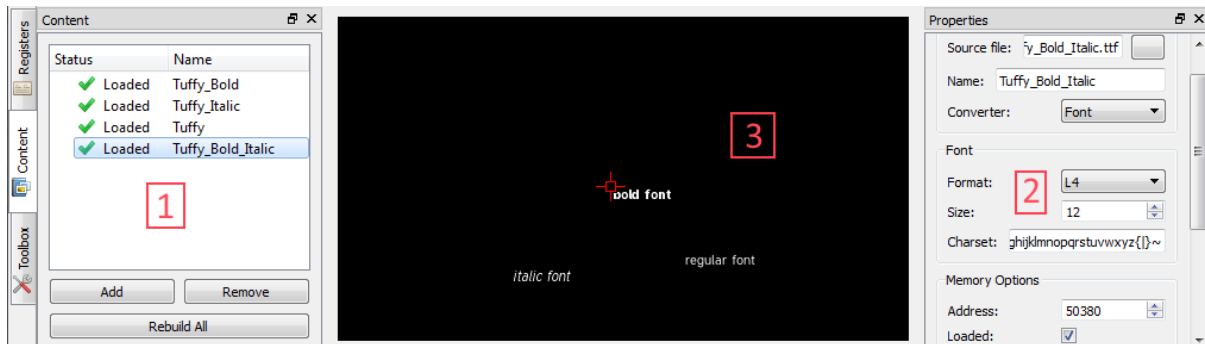 Registers
Content
Toolbox
Content
Status Name
Loaded Tuffy_Bold
Loaded Tuffy_Italic
Loaded Tuffy
Loaded Tuffy_Bold_Italic
1
Add Remove
Rebuild All
3
bold font
regular font
italic font
Properties
Source file: fy_Bold_Italic.ttf
Name: Tuffy_Bold_Italic
Converter: Font
Font
Format: L4
2
Size: 12
Charset: ghijklmnopqrstuvwxyz{|}~
Memory Options
Address: 50380
Loaded: